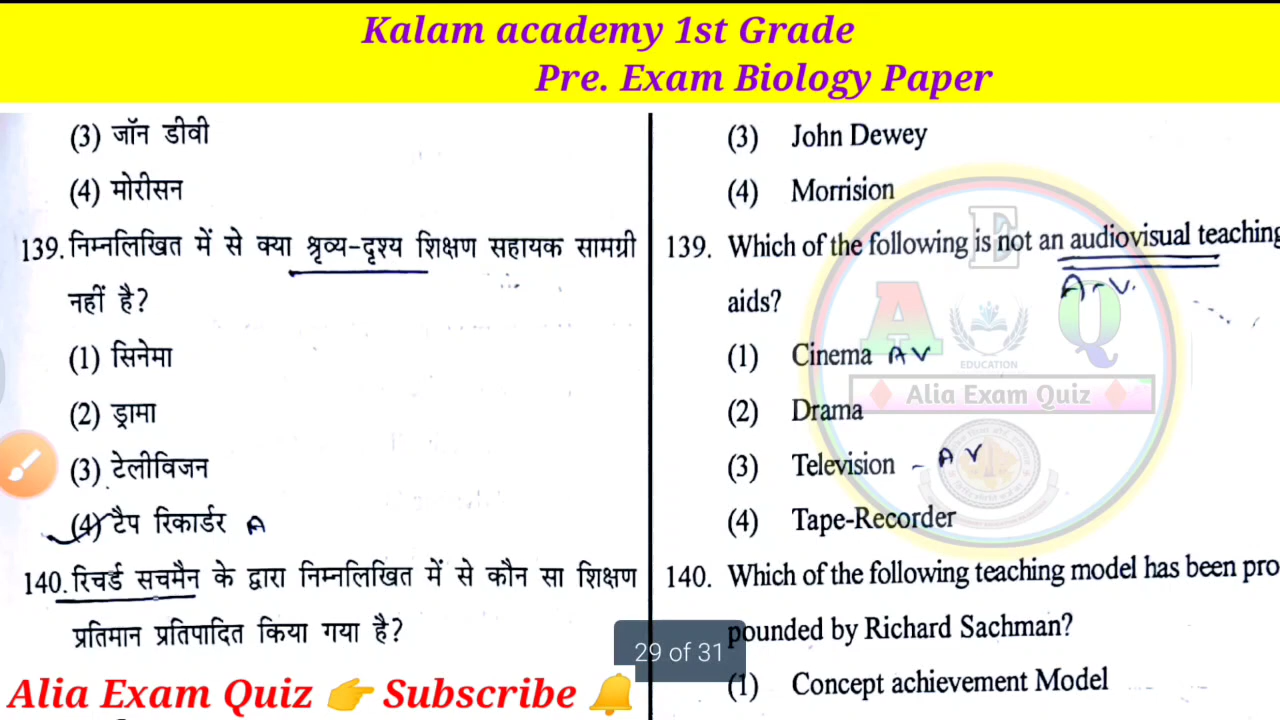 Kalam academy 1st Grade
Pre. Exam Biology Paper
(3) जॉन डीवी
(4) मोरीसन
139. निम्नलिखित में से क्या श्रृव्य-दृश्य शिक्षण सहायक सामग्री
नहीं है?
(1) सिनेमा
(2) ड्रामा
(3) टेलीविजन
(4) टैप रिकार्डर A
140. रिचर्ड सचमैन के द्वारा निम्नलिखित में से कौन सा शिक्षण
प्रतिमान प्रतिपादित किया गया है?
(3) John Dewey
(4) Morrision
139. Which of the following is not an audiovisual teaching
A-V.
aids?
(1) Cinema AV
(2) Drama
(3) Television - AV
(4) Tape-Recorder
140. Which of the following teaching model has been pro
pounded by Richard Sachman?
(1) Concept achievement Model
E
A
Q
EDUCATION
Alia Exam Quiz
29 of 31
Alia Exam Quiz 👉 Subscribe 🔔